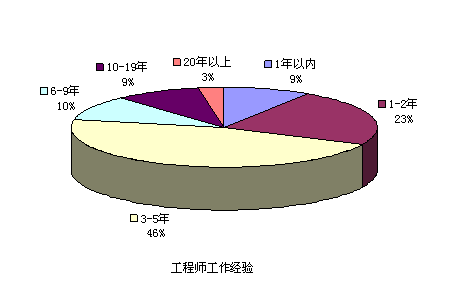 20年以上
3%
1年以内
9%
10-19年
9%
6-9年
10%
1-2年
23%
3-5年
46%
工程师工作经验